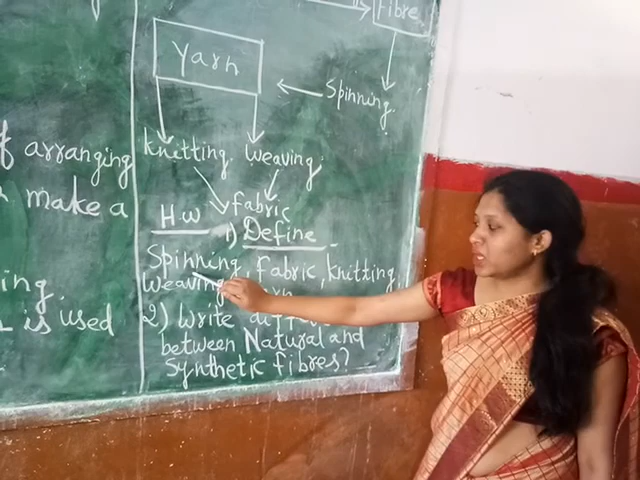 f arranging
make a
ing
is used
Fibre
Yarn
Spinning.
knitting. weaving.
fabric
H.W
1) Define
Spinning, fabric, knitting,
Weaving
2) Write
between Natural and
Synthetic fibres?